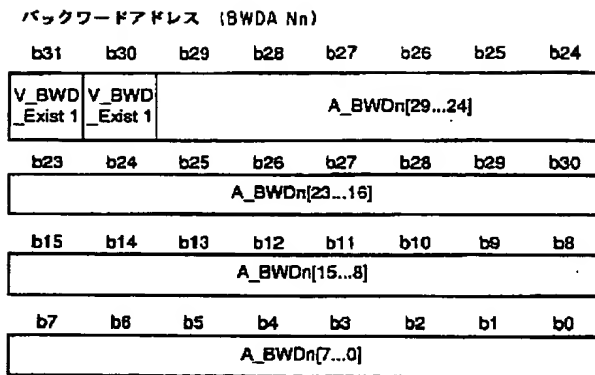 バックワードアドレス (BWDA Nn)
b31 b30 b29 b28 b27 b26 b25 b24
V_BWD _Exist 1 V_BWD _Exist 1 A_BWDn[29...24]
b23 b24 b25 b26 b27 b28 b29 b30
A_BWDn[23...16]
b15 b14 b13 b12 b11 b10 b9 b8
A_BWDn[15...8]
b7 b6 b5 b4 b3 b2 b1 b0
A_BWDn[7...0]